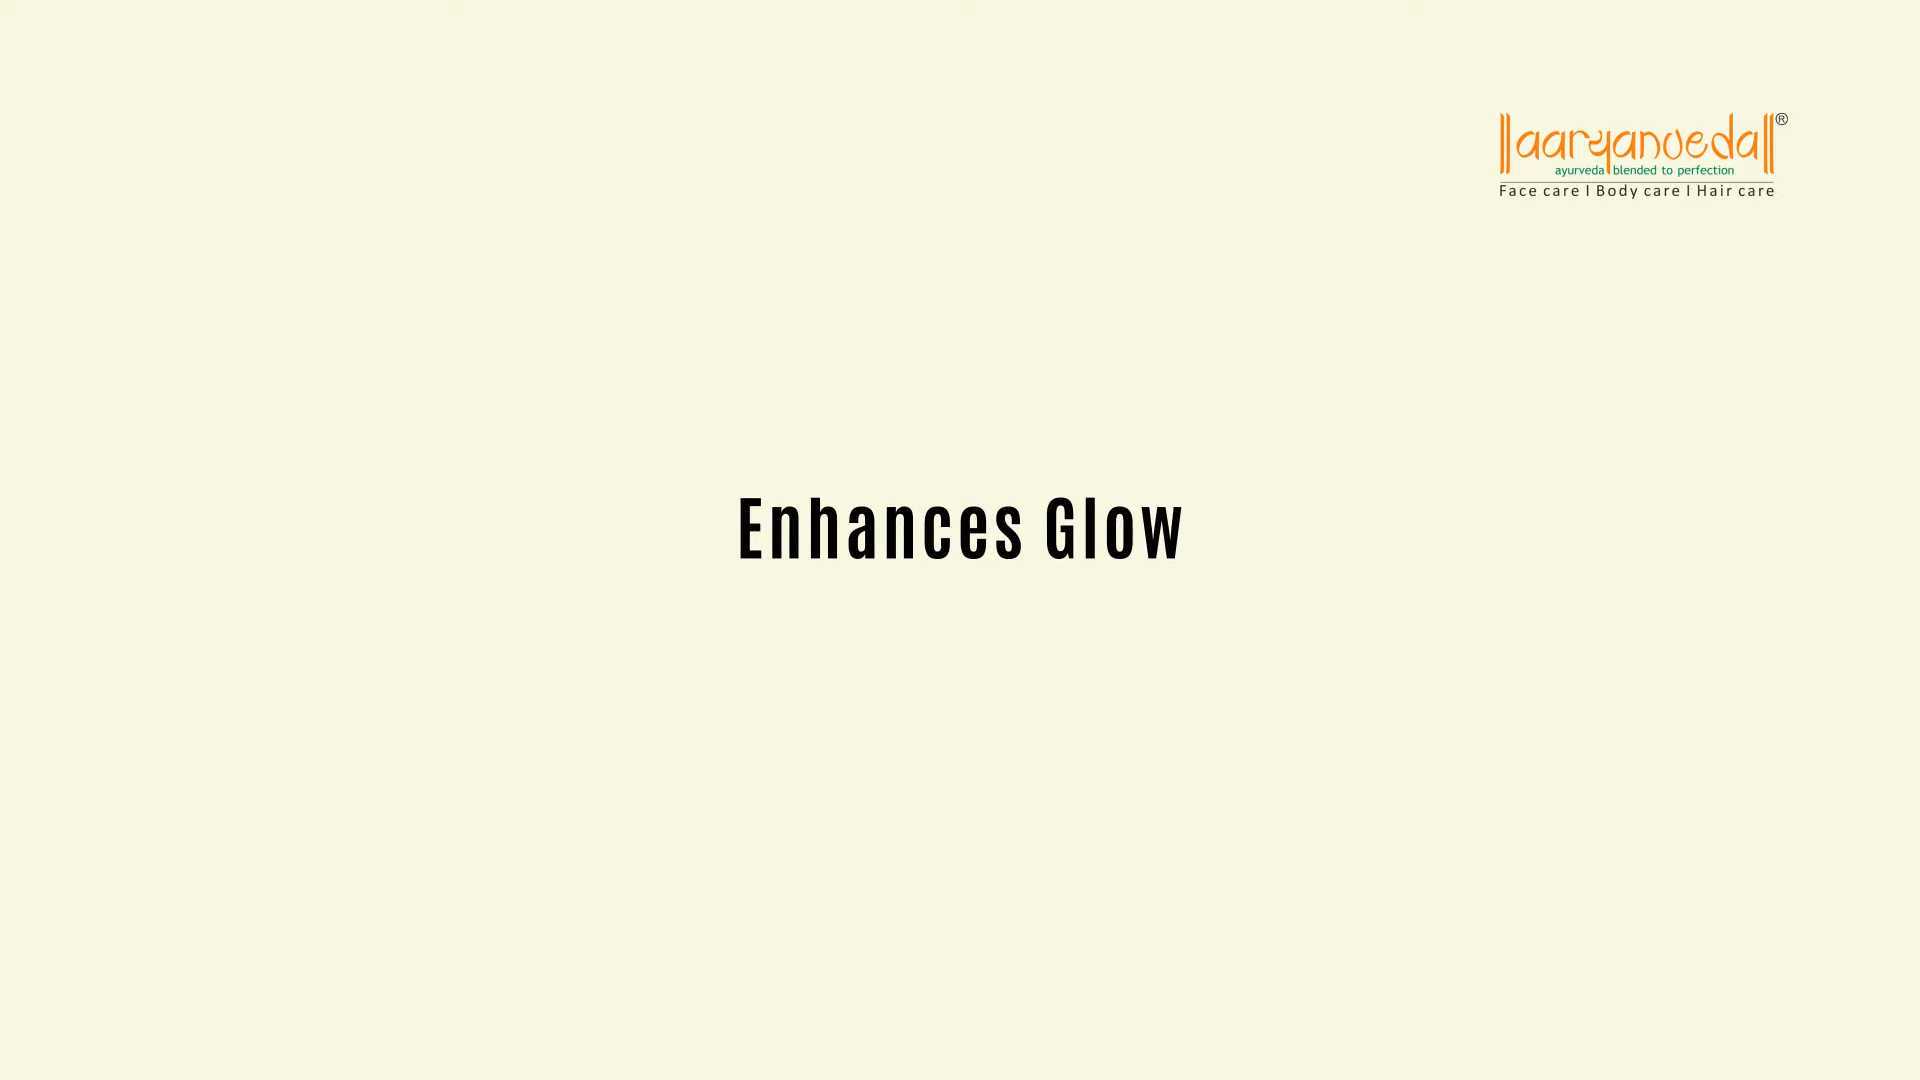 ||aaryanveda||®
ayurveda blended to perfection
Face care | Body care | Hair care
Enhances Glow